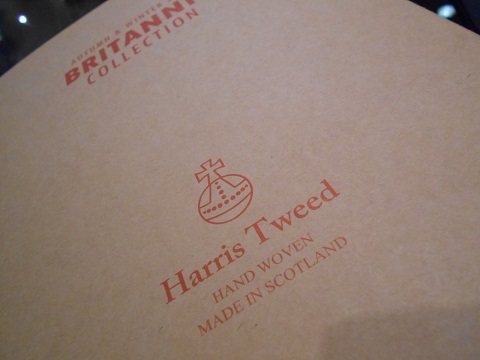 AUTUMN & WINTER
BRITANNI
COLLECTION
Harris Tweed
HAND WOVEN
MADE IN SCOTLAND